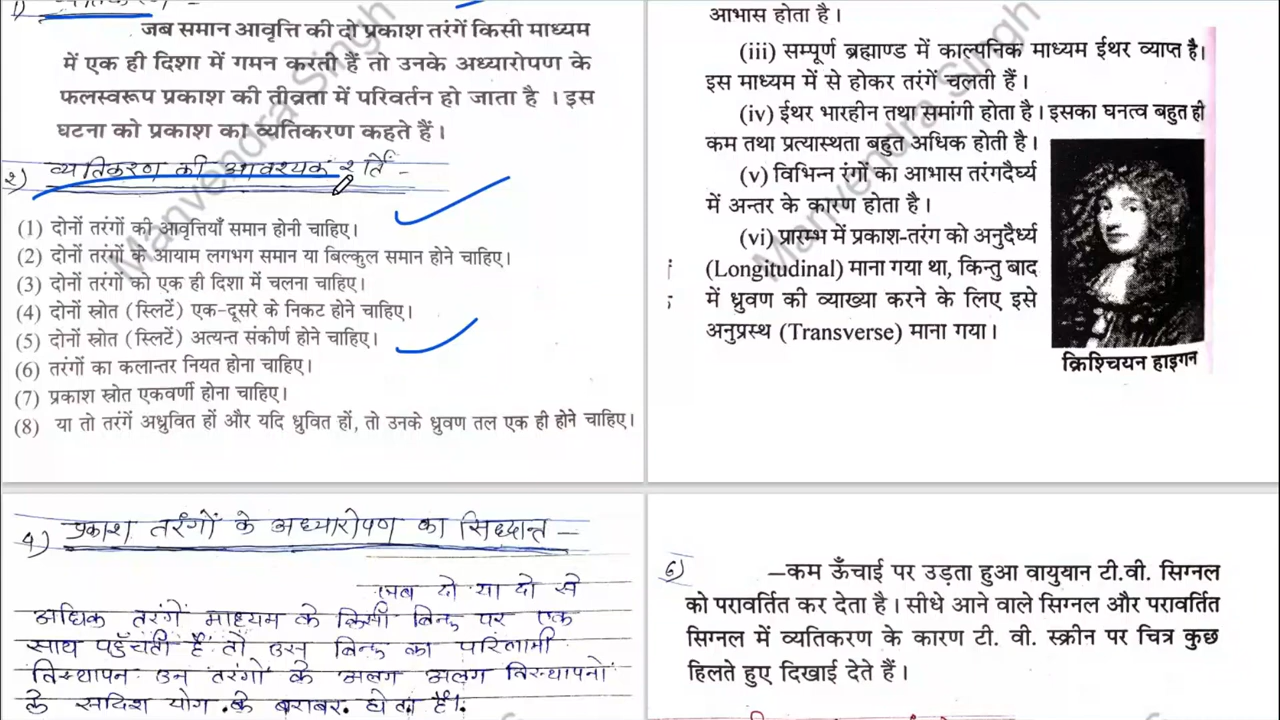 1) व्यतिकरण -
जब समान आवृत्ति की दो प्रकाश तरंगें किसी माध्यम
में एक ही दिशा में गमन करती हैं तो उनके अध्यारोपण के
फलस्वरूप प्रकाश की तीव्रता में परिवर्तन हो जाता है । इस
घटना को प्रकाश का व्यतिकरण कहते हैं।
२) व्यतिकरण की आवश्यक शर्तें -
(1) दोनों तरंगों की आवृत्तियाँ समान होनी चाहिए।
(2) दोनों तरंगों के आयाम लगभग समान या बिल्कुल समान होने चाहिए।
(3) दोनों तरंगों को एक ही दिशा में चलना चाहिए।
(4) दोनों स्रोत (स्लिटें) एक-दूसरे के निकट होने चाहिए।
(5) दोनों स्रोत (स्लिटें) अत्यन्त संकीर्ण होने चाहिए।
(6) तरंगों का कलान्तर नियत होना चाहिए।
(7) प्रकाश स्रोत एकवर्णी होना चाहिए।
(8) या तो तरंगें अध्रुवित हों और यदि ध्रुवित हों, तो उनके ध्रुवण तल एक ही होने चाहिए।
Manvendra Singh
आभास होता है।
(iii) सम्पूर्ण ब्रह्माण्ड में काल्पनिक माध्यम ईथर व्याप्त है।
इस माध्यम में से होकर तरंगें चलती हैं।
(iv) ईथर भारहीन तथा समांगी होता है। इसका घनत्व बहुत ही
कम तथा प्रत्यास्थता बहुत अधिक होती है।
(v) विभिन्न रंगों का आभास तरंगदैर्घ्य
में अन्तर के कारण होता है।
(vi) प्रारम्भ में प्रकाश-तरंग को अनुदैर्ध्य
(Longitudinal) माना गया था, किन्तु बाद
में ध्रुवण की व्याख्या करने के लिए इसे
अनुप्रस्थ (Transverse) माना गया।
क्रिश्चियन हाइगन
Manvendra Singh
4) प्रकाश तरंगों के अध्यारोपण का सिद्धान्त -
जब दो या दो से
अधिक तरंगें माध्यम के किसी बिन्दु पर एक
साथ पहुँचती हैं तो उस बिन्दु का परिणामी
विस्थापन उन तरंगों के अलग अलग विस्थापनों
के सदिश योग के बराबर होता है।
6) -कम ऊँचाई पर उड़ता हुआ वायुयान टी.वी. सिग्नल
को परावर्तित कर देता है। सीधे आने वाले सिग्नल और परावर्तित
सिग्नल में व्यतिकरण के कारण टी. वी. स्क्रीन पर चित्र कुछ
हिलते हुए दिखाई देते हैं।